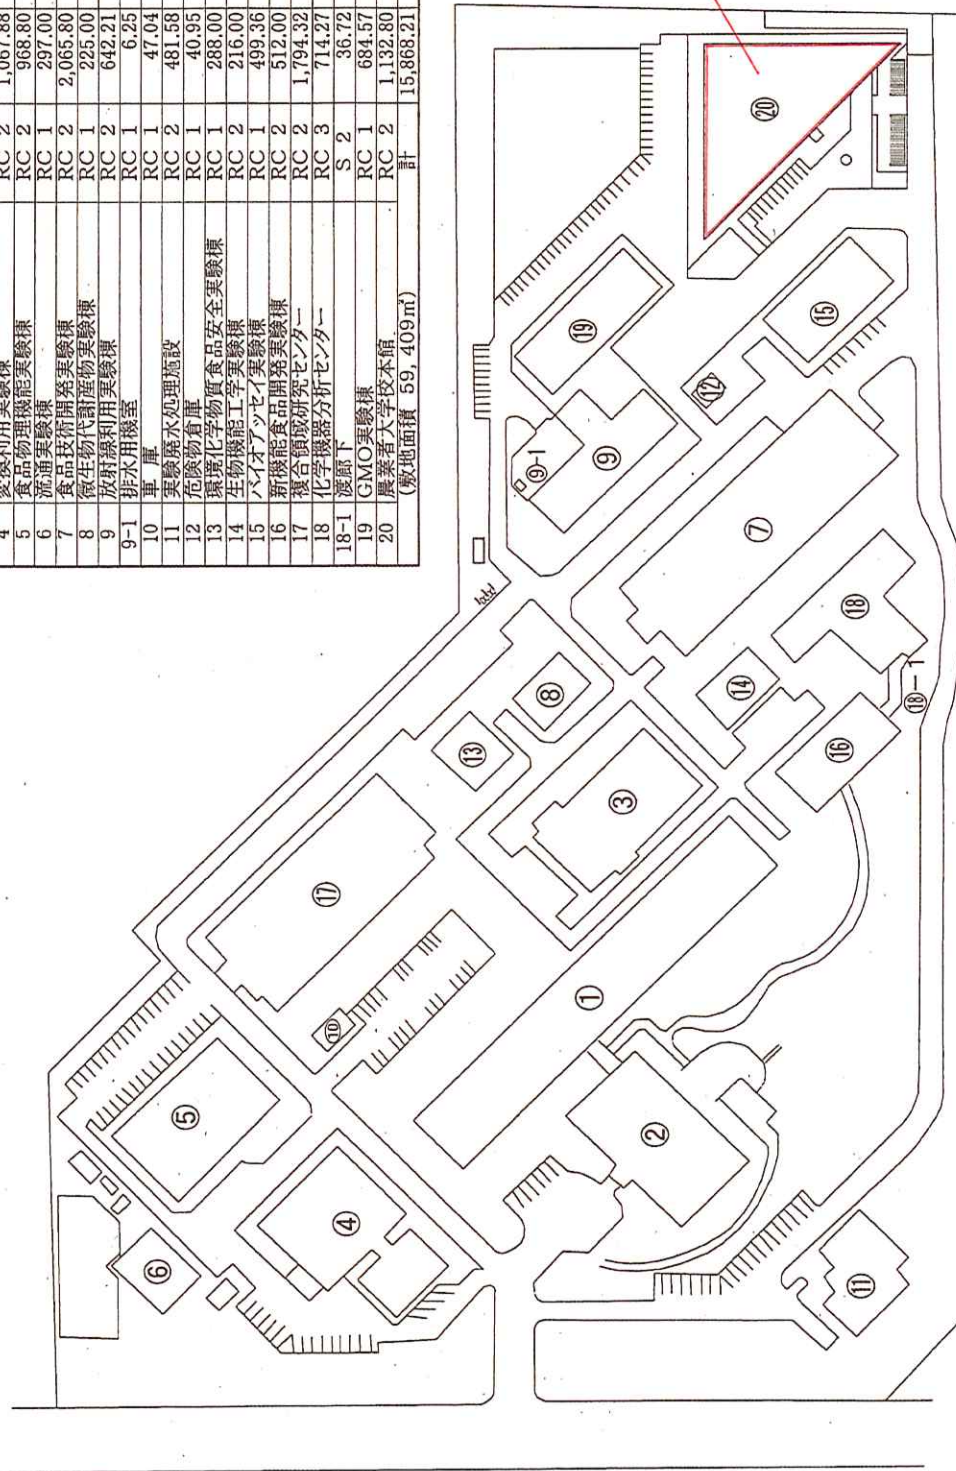 4 変換利用実験棟 RC 2 1,067.88
5 食品物理機能実験棟 RC 2 968.80
6 流通実験棟 RC 1 297.00
7 食品技術開発実験棟 RC 2 2,065.80
8 微生物代謝産物実験棟 RC 1 225.00
9 放射線利用実験棟 RC 2 642.21
9-1 排水用機室 RC 1 6.25
10 車庫 RC 1 47.04
11 実験廃水処理施設 RC 2 481.58
12 危険物倉庫 RC 1 40.95
13 環境化学物質食品安全実験棟 RC 1 288.00
14 生物機能工学実験棟 RC 2 216.00
15 バイオアッセイ実験棟 RC 1 499.36
16 新機能食品開発実験棟 RC 2 512.00
17 複合領域研究センター RC 2 1,794.32
18 化学機器分析センター RC 3 714.27
18-1 渡廊下 S 2 36.72
19 GMO実験棟 RC 1 684.57
20 農業者大学校本館 RC 2 1,132.80
(敷地面積 59,409㎡) 計 15,868.21
⑥
⑤
④
⑩
⑰
⑬
⑧
③
①
②
⑪
⑭
⑯
⑱-1
⑱
⑦
⑨-1
⑨
⑲
⑫
⑮
⑳